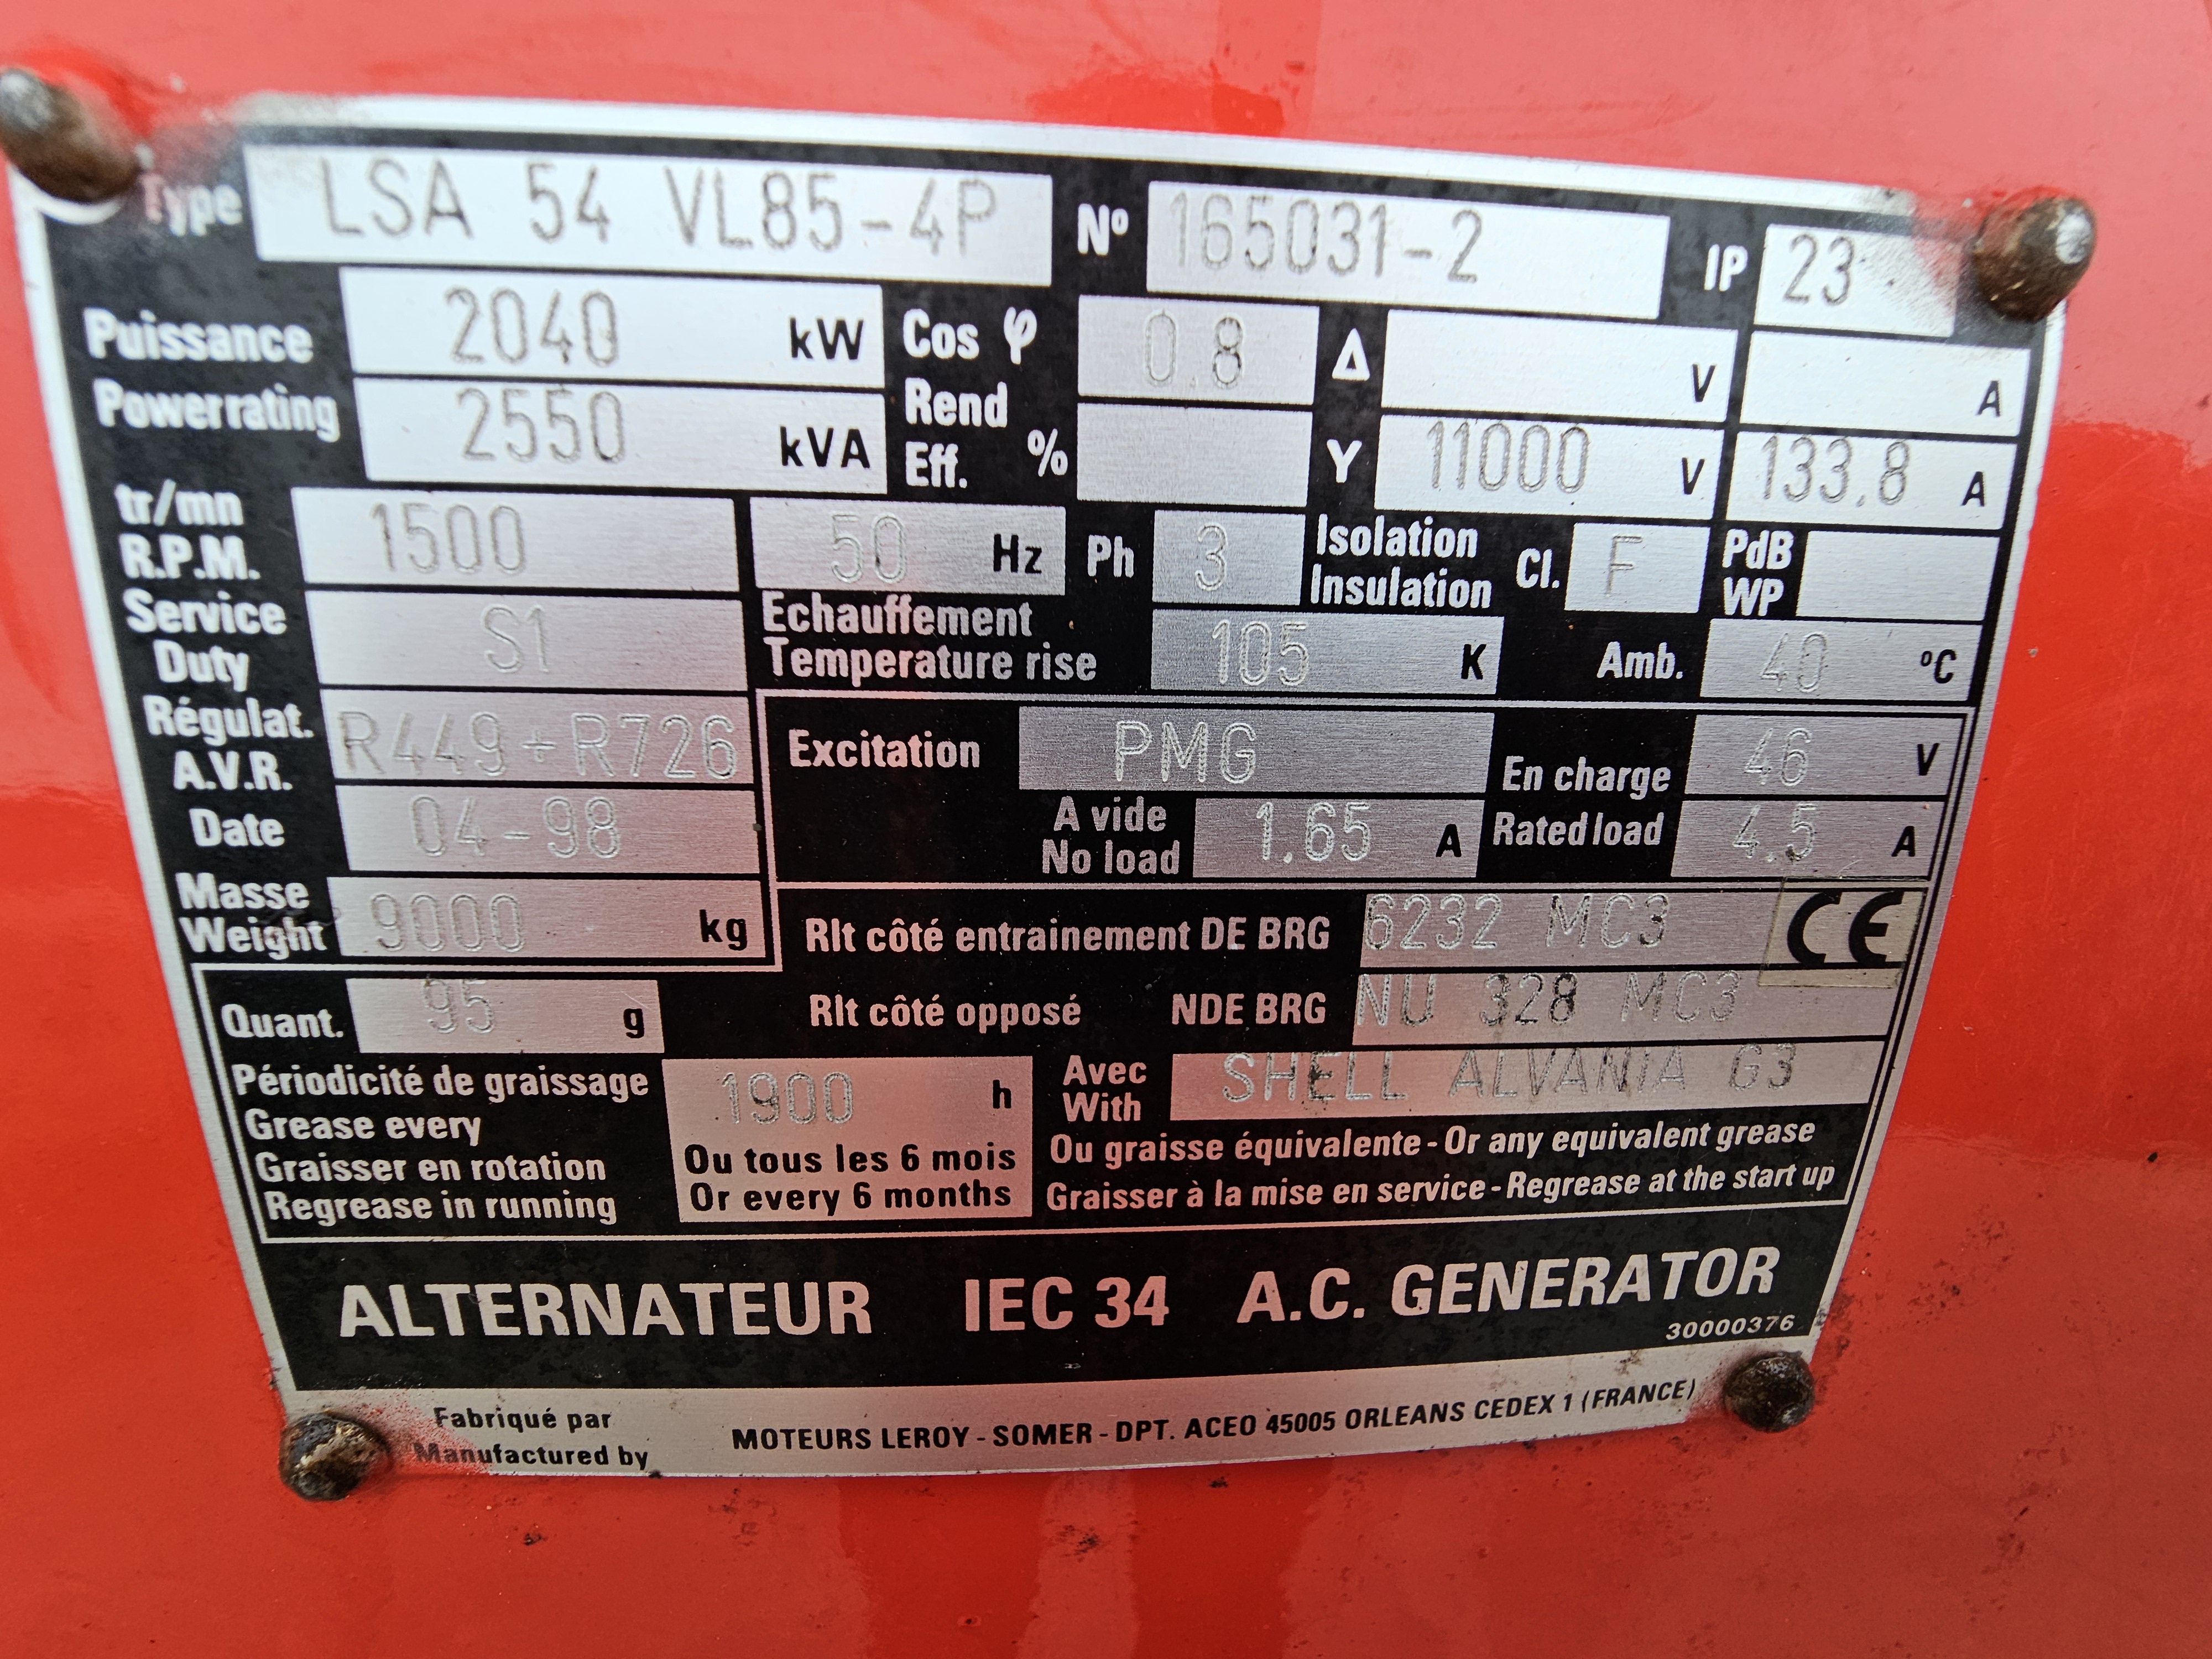 Type LSA 54 VL85-4P Nº 165031-2 IP 23
Puissance 2040 kW Cos φ 0.8 Δ V A
Powerrating 2550 kVA Rend Eff. % Y 11000 V 133.8 A
tr/mn
R.P.M. 1500 50 Hz Ph 3 Isolation
Insulation Cl. F PdB
WP
Service
Duty S1 Echauffement
Temperature rise 105 K Amb. 40 ºC
Régulat.
A.V.R. R449+R726 Excitation PMG En charge 46 V
Date 04-98 A vide
No load 1.65 A Rated load 4.5 A
Masse
Weight 9000 kg Rlt côté entrainement DE BRG 6232 MC3 CE
Quant. 95 g Rlt côté opposé NDE BRG NU 328 MC3
Périodicité de graissage 1900 h Avec
With SHELL ALVANIA G3
Grease every
Graisser en rotation Ou tous les 6 mois Ou graisse équivalente - Or any equivalent grease
Regrease in running Or every 6 months Graisser à la mise en service - Regrease at the start up
ALTERNATEUR IEC 34 A.C. GENERATOR
30000376
Fabriqué par
Manufactured by MOTEURS LEROY - SOMER - DPT. ACEO 45005 ORLEANS CEDEX 1 (FRANCE)